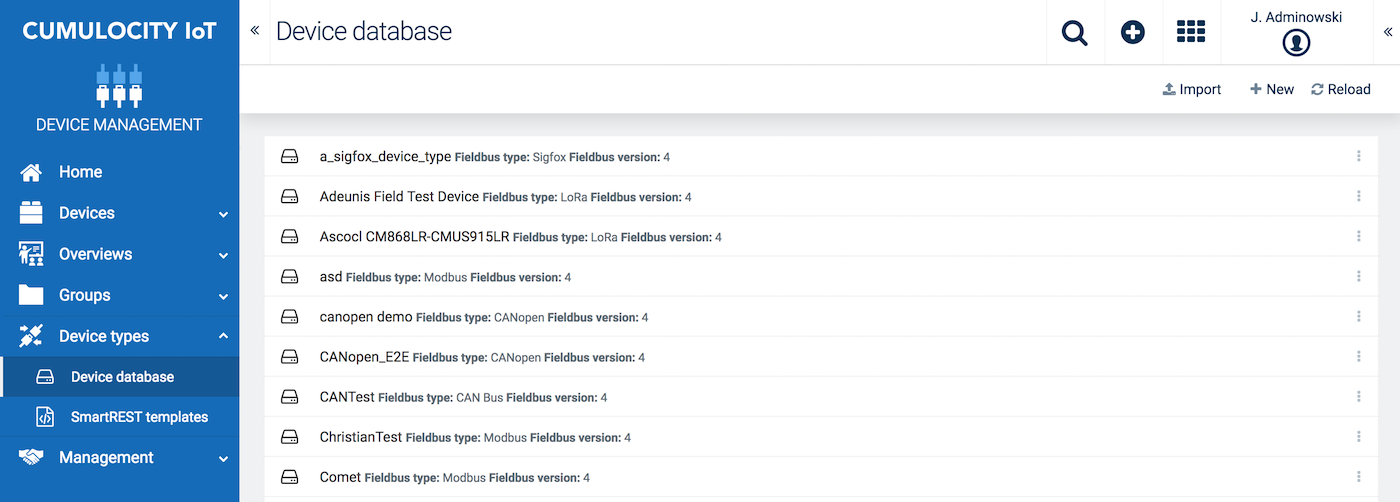 CUMULOCITY IoT
DEVICE MANAGEMENT
Home
Devices
Overviews
Groups
Device types
Device database
SmartREST templates
Management
Device database
J. Adminowski
Import
New
Reload
a_sigfox_device_type Fieldbus type: Sigfox Fieldbus version: 4
Adeunis Field Test Device Fieldbus type: LoRa Fieldbus version: 4
Ascocl CM868LR-CMUS915LR Fieldbus type: LoRa Fieldbus version: 4
asd Fieldbus type: Modbus Fieldbus version: 4
canopen demo Fieldbus type: CANopen Fieldbus version: 4
CANopen_E2E Fieldbus type: CANopen Fieldbus version: 4
CANTest Fieldbus type: CAN Bus Fieldbus version: 4
ChristianTest Fieldbus type: Modbus Fieldbus version: 4
Comet Fieldbus type: Modbus Fieldbus version: 4